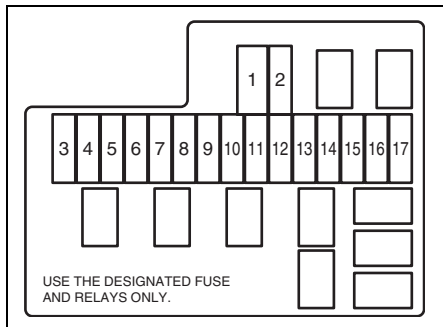 1 2
3 4 5 6 7 8 9 10 11 12 13 14 15 16 17
USE THE DESIGNATED FUSE
AND RELAYS ONLY.